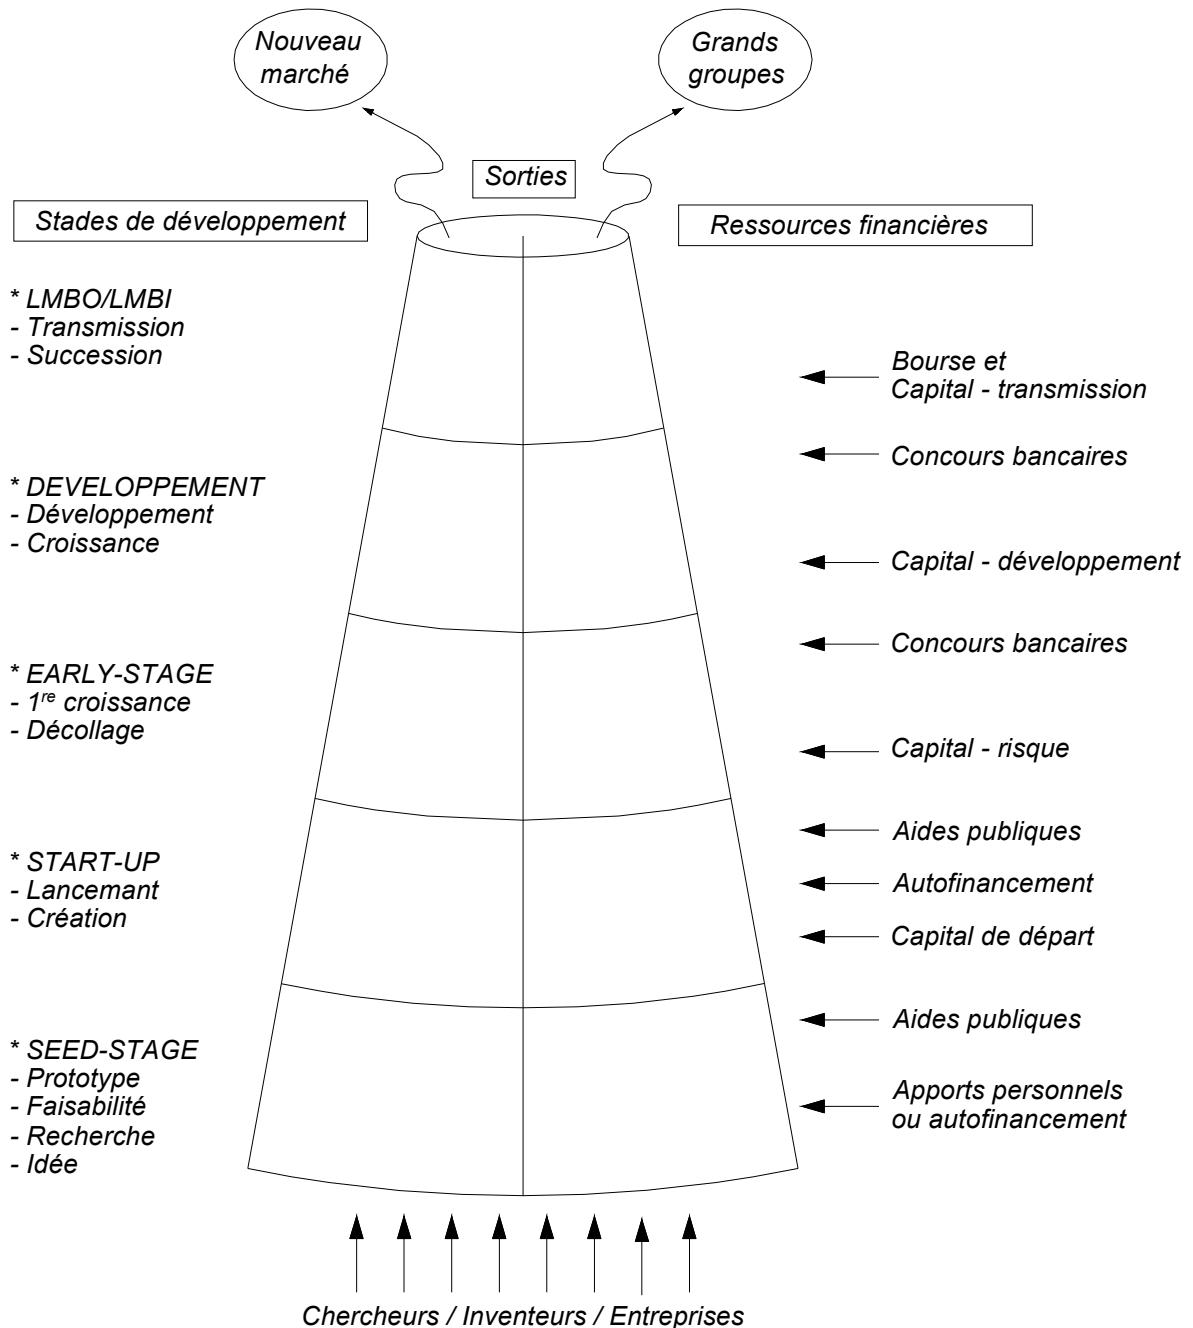 Nouveau
marché
Grands
groupes
Sorties
Stades de développement
Ressources financières
* LMBO/LMBI
- Transmission
- Succession
Bourse et
Capital - transmission
Concours bancaires
* DEVELOPPEMENT
- Développement
- Croissance
Capital - développement
Concours bancaires
* EARLY-STAGE
- 1re croissance
- Décollage
Capital - risque
Aides publiques
* START-UP
- Lancemant
- Création
Autofinancement
Capital de départ
Aides publiques
* SEED-STAGE
- Prototype
- Faisabilité
- Recherche
- Idée
Apports personnels
ou autofinancement
Chercheurs / Inventeurs / Entreprises